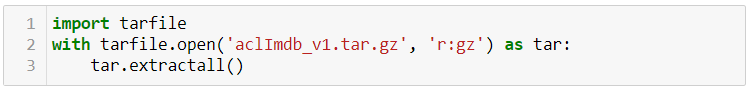 1 import tarfile
2 with tarfile.open('aclImdb_v1.tar.gz', 'r:gz') as tar:
3     tar.extractall()